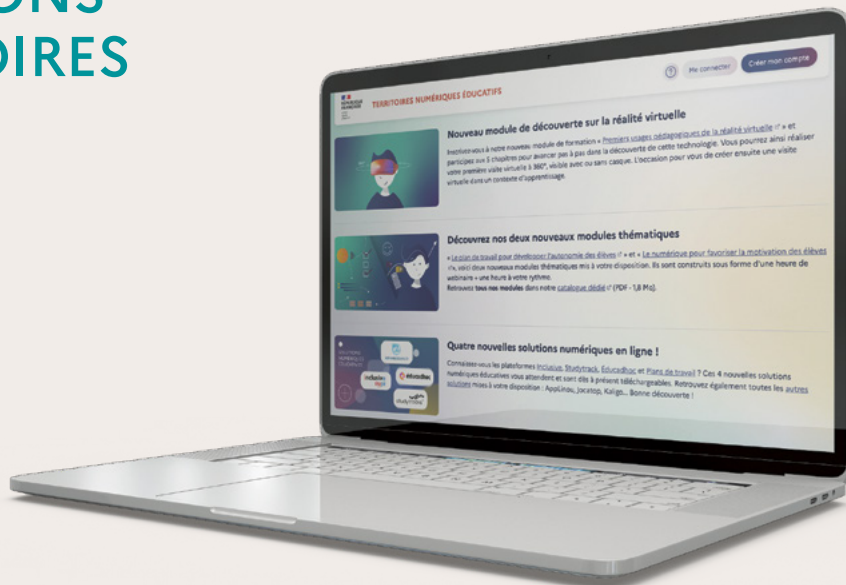 ONS
OIRES
RÉPUBLIQUE
FRANÇAISE
TERRITOIRES NUMÉRIQUES ÉDUCATIFS
?
Me connecter
Créer mon compte
Nouveau module de découverte sur la réalité virtuelle
Inscrivez-vous à notre nouveau module de formation « Premiers usages pédagogiques de la réalité virtuelle » et
participez aux 5 chapitres pour avancer pas à pas dans la découverte de cette technologie. Vous pourrez ainsi réaliser
votre première visite virtuelle à 360°, visible avec ou sans casque. L'occasion pour vous de créer ensuite une visite
virtuelle dans un contexte d'apprentissage.
Découvrez nos deux nouveaux modules thématiques
« Le plan de travail pour développer l'autonomie des élèves » et « Le numérique pour favoriser la motivation des élèves
», voici deux nouveaux modules thématiques mis à votre disposition. Ils sont construits sous forme d'une heure de
webinaire + une heure à votre rythme.
Retrouvez tous nos modules dans notre catalogue dédié (PDF - 1,8 Mo).
SOLUTIONS
NUMÉRIQUES
inclusive
éducadhoc
studytrack
Quatre nouvelles solutions numériques en ligne !
Connaissez-vous les plateformes Inclusive, Studytrack, Éducadhoc et Plans de travail ? Ces 4 nouvelles solutions
numériques éducatives vous attendent et sont dès à présent téléchargeables. Retrouvez également toutes les autres
solutions mises à votre disposition : AppLinou, Jocatop, Kaligo... Bonne découverte !